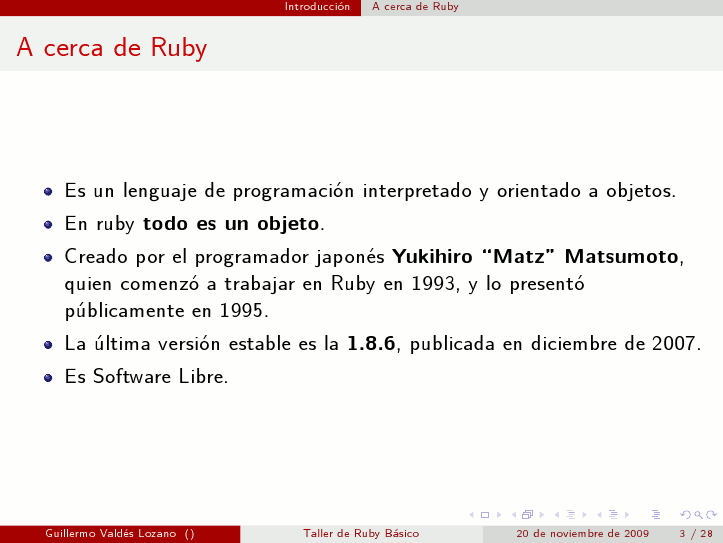 Introducción A cerca de Ruby
A cerca de Ruby
Es un lenguaje de programación interpretado y orientado a objetos.
En ruby todo es un objeto.
Creado por el programador japonés Yukihiro “Matz” Matsumoto,
quien comenzó a trabajar en Ruby en 1993, y lo presentó
públicamente en 1995.
La última versión estable es la 1.8.6, publicada en diciembre de 2007.
Es Software Libre.
Guillermo Valdés Lozano () Taller de Ruby Básico 20 de noviembre de 2009 3 / 28